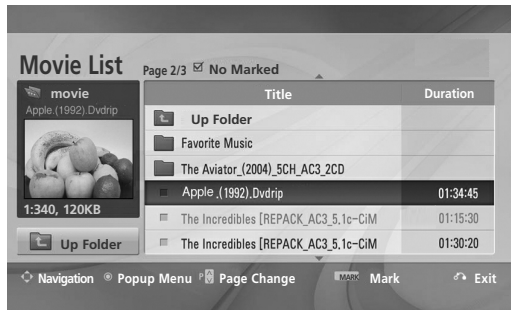 Movie List Page 2/3 No Marked
movie
Apple.(1992).Dvdrip
1:340, 120KB
Up Folder
Title Duration
Up Folder
Favorite Music
The Aviator_(2004)_5CH_AC3_2CD
Apple .(1992).Dvdrip 01:34:45
The Incredibles [REPACK_AC3_5.1c-CiM 01:15:30
The Incredibles [REPACK_AC3_5.1c-CiM 01:30:20
Navigation Popup Menu P Page Change MARK Mark Exit